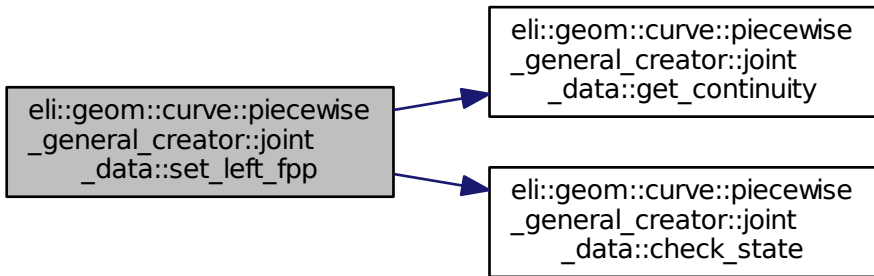 eli::geom::curve::piecewise
_general_creator::joint
_data::set_left_fpp
eli::geom::curve::piecewise
_general_creator::joint
_data::get_continuity
eli::geom::curve::piecewise
_general_creator::joint
_data::check_state